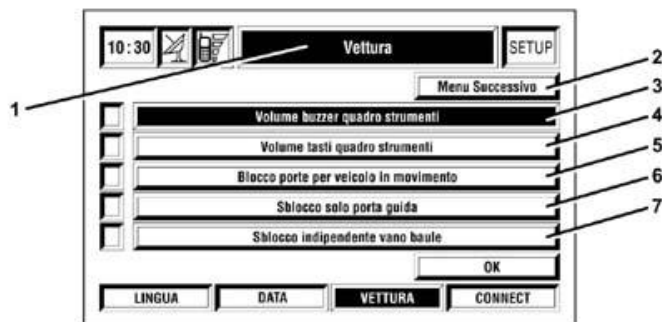 10:30 Vettura SETUP
Menu Successivo 2
Volume buzzer quadro strumenti 3
1
Volume tasti quadro strumenti 4
Blocco porte per veicolo in movimento 5
Sblocco solo porta guida 6
Sblocco indipendente vano baule 7
OK
LINGUA DATA VETTURA CONNECT